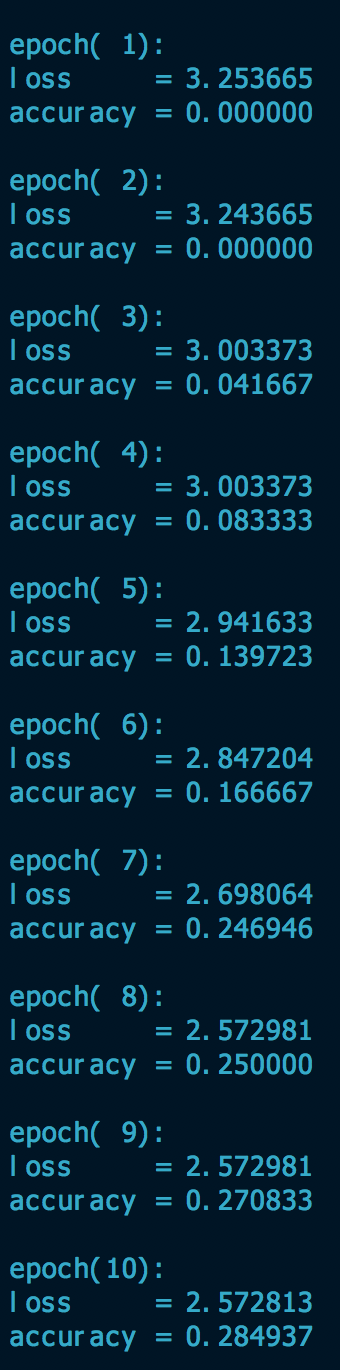 epoch( 1):
loss     = 3.253665
accuracy = 0.000000
epoch( 2):
loss     = 3.243665
accuracy = 0.000000
epoch( 3):
loss     = 3.003373
accuracy = 0.041667
epoch( 4):
loss     = 3.003373
accuracy = 0.083333
epoch( 5):
loss     = 2.941633
accuracy = 0.139723
epoch( 6):
loss     = 2.847204
accuracy = 0.166667
epoch( 7):
loss     = 2.698064
accuracy = 0.246946
epoch( 8):
loss     = 2.572981
accuracy = 0.250000
epoch( 9):
loss     = 2.572981
accuracy = 0.270833
epoch(10):
loss     = 2.572813
accuracy = 0.284937